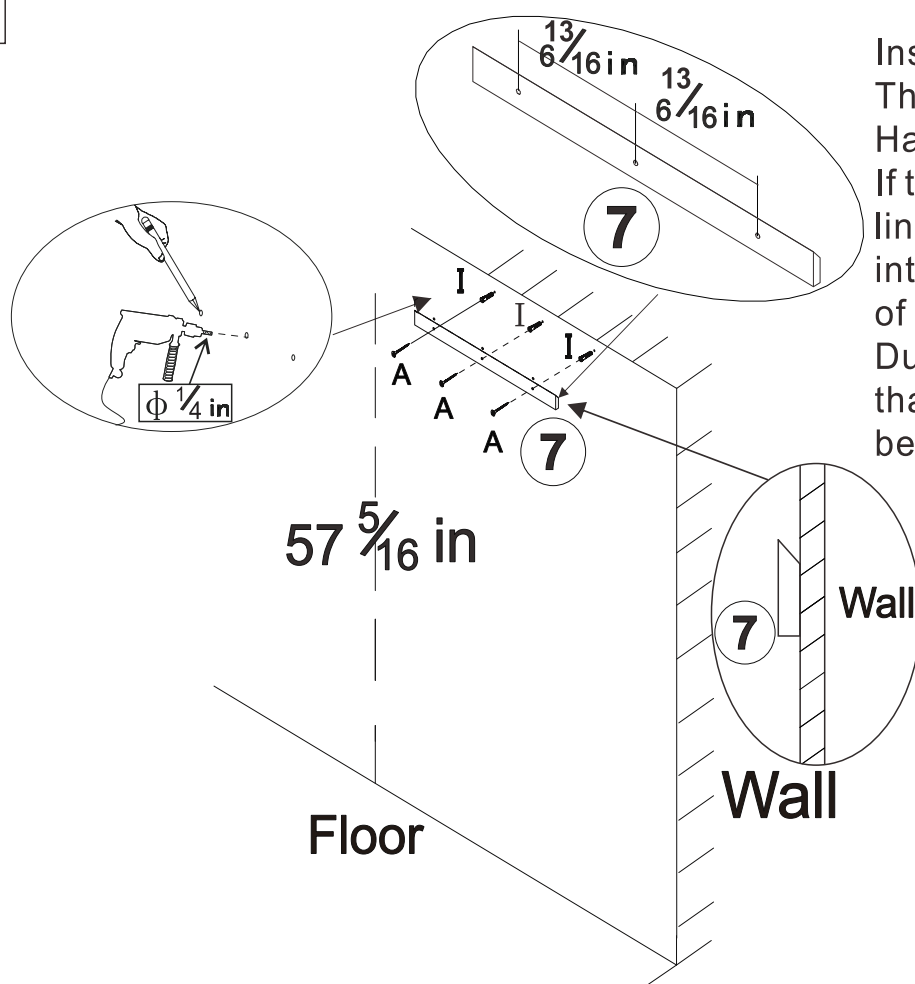 6 13/16 in
6 13/16 in
7
I
I
I
A
A
A
7
ϕ 1/4 in
57 5/16 in
7
Wall
Wall
Floor
Ins
Th
Ha
If t
lin
int
of
Du
tha
be